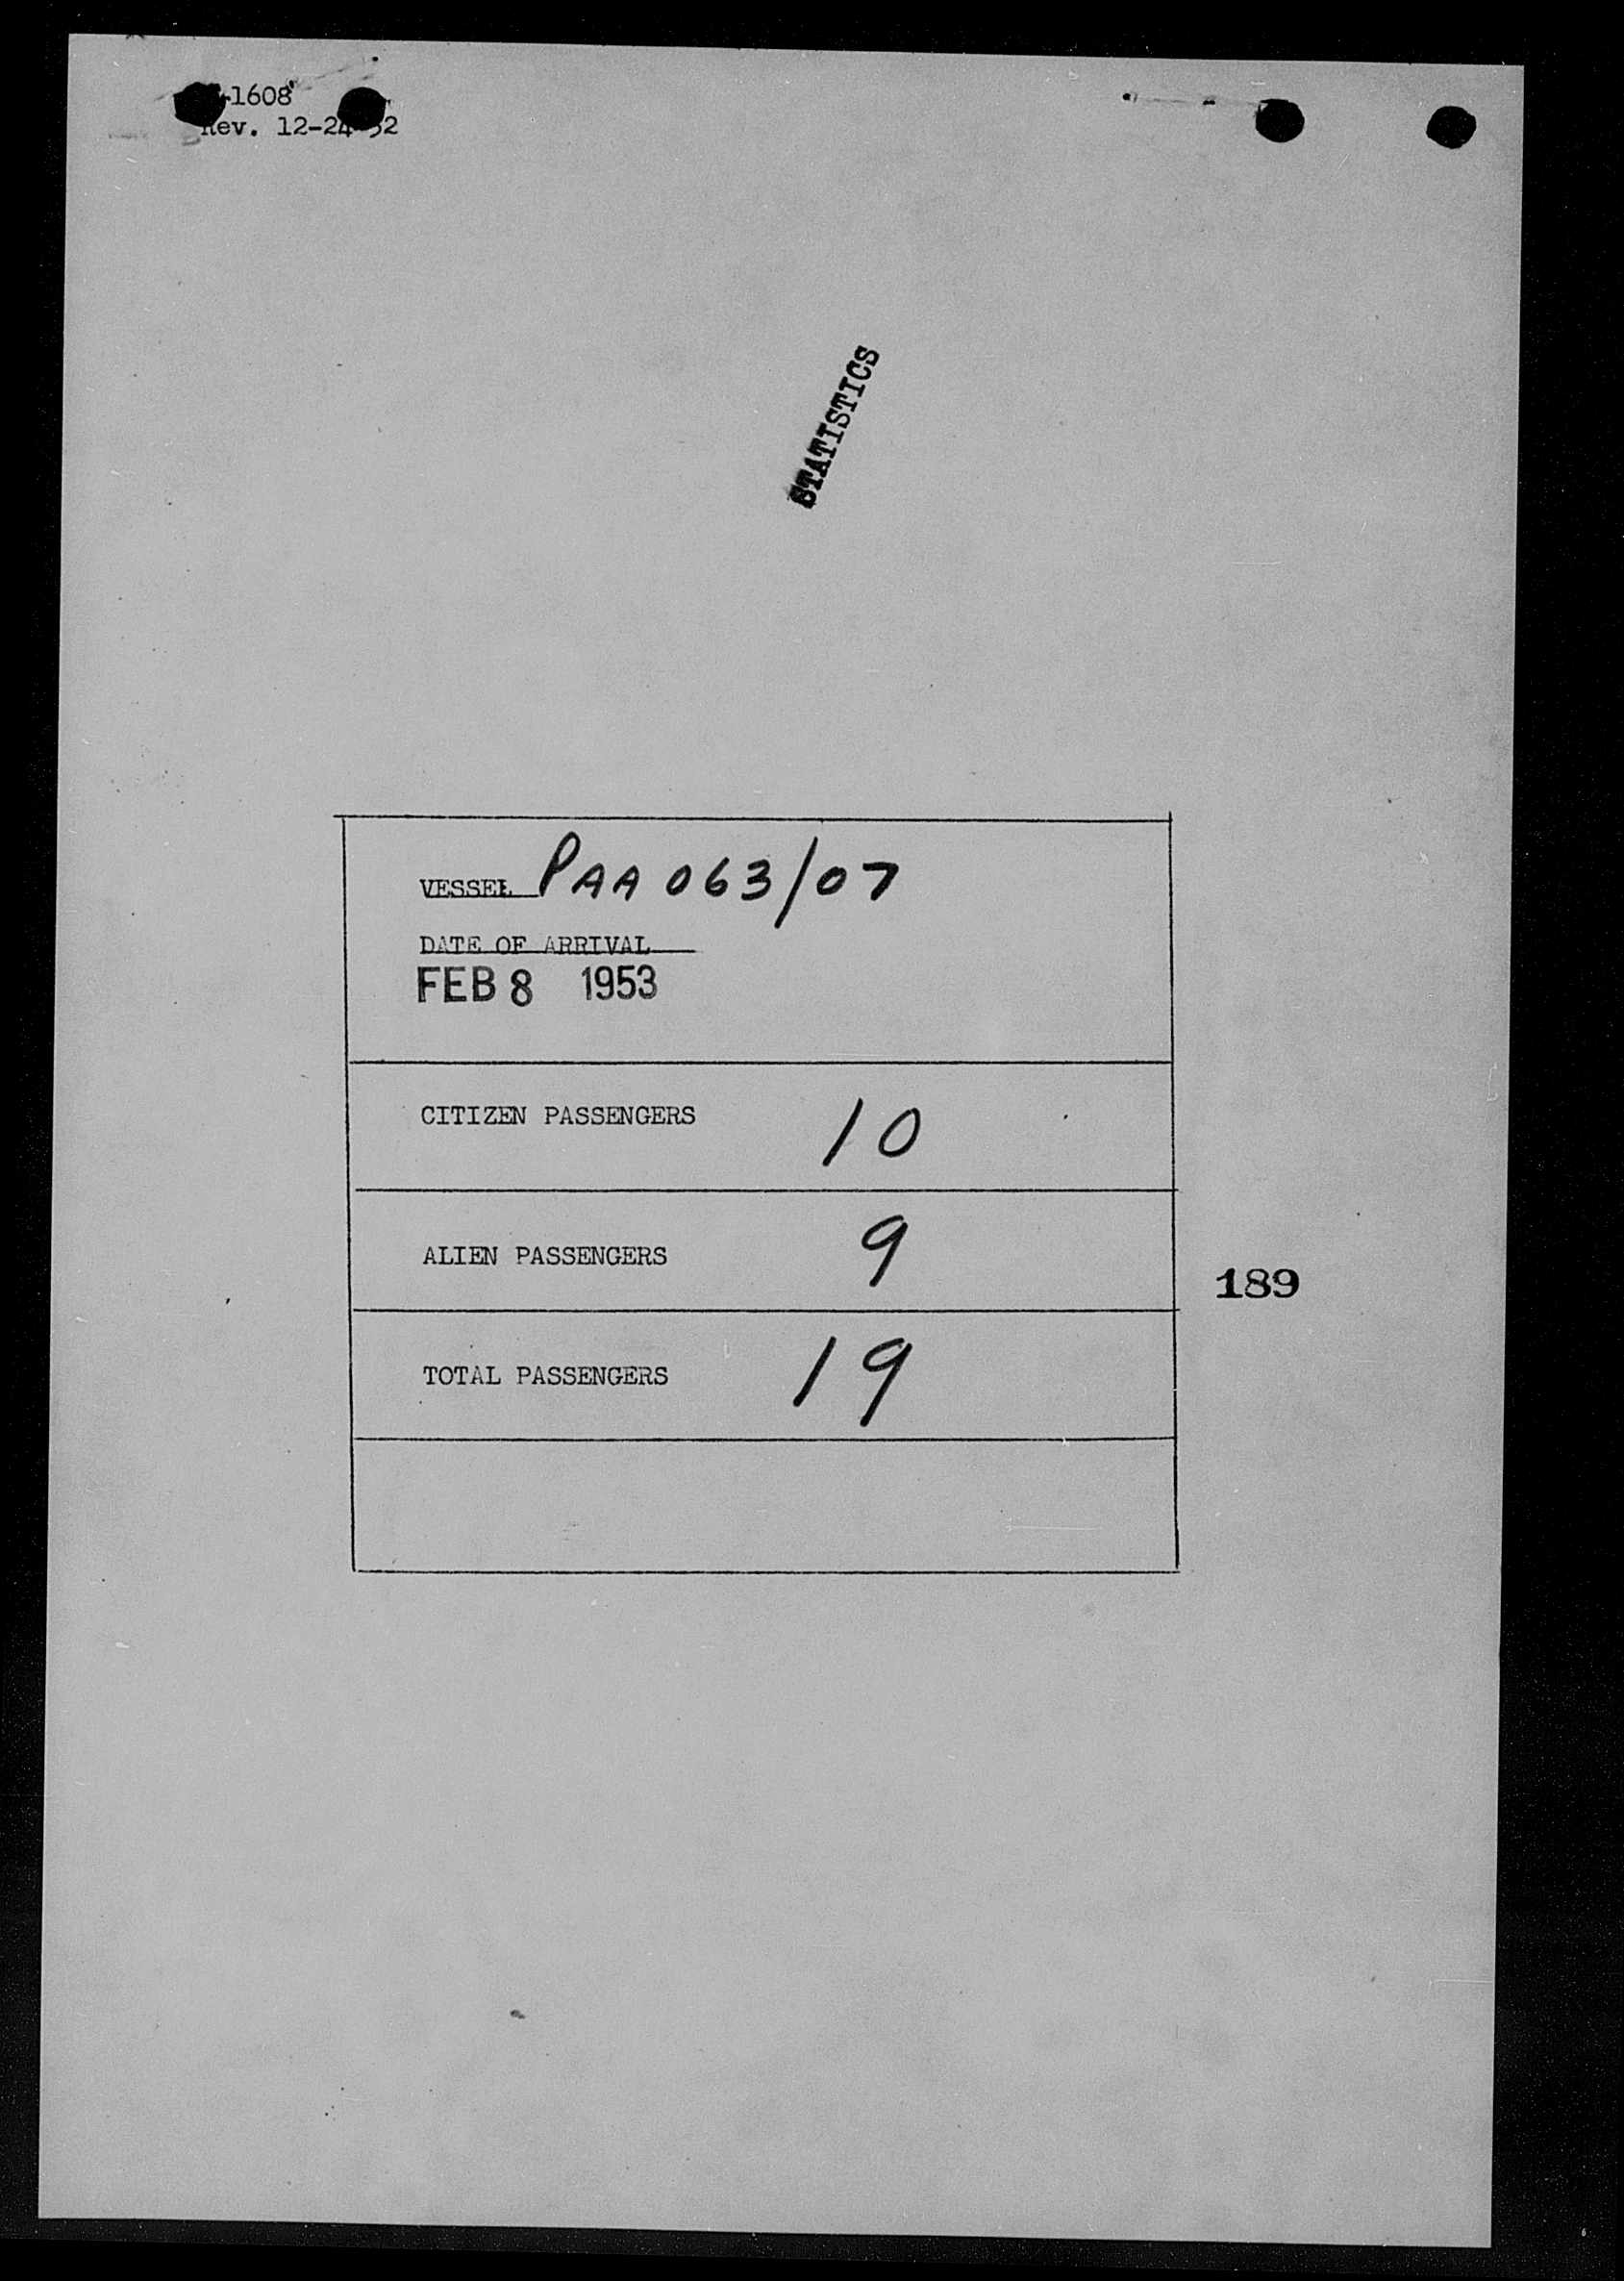 -1608
Rev. 12-24-52
STATISTICS
VESSEL PAA 063/07
DATE OF ARRIVAL
FEB 8 1953
CITIZEN PASSENGERS 10
ALIEN PASSENGERS 9
189
TOTAL PASSENGERS 19